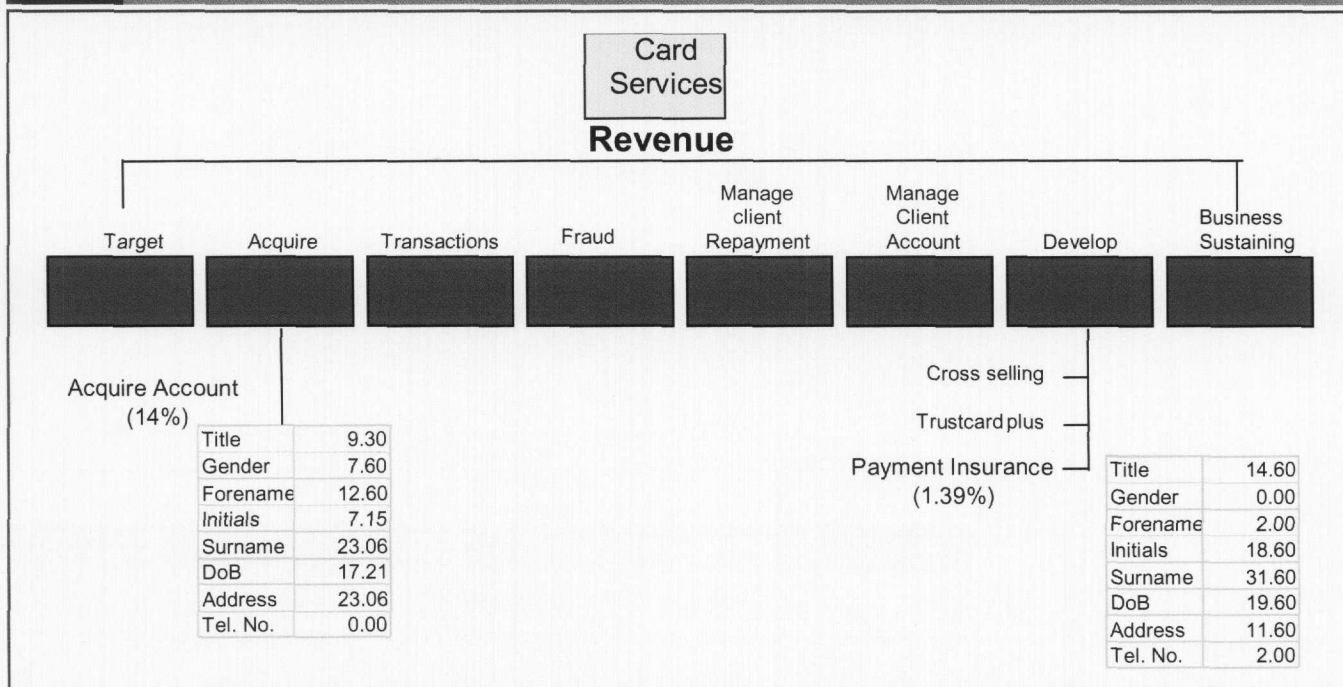 Card
Services
Revenue
Target
Acquire
Transactions
Fraud
Manage
client
Repayment
Manage
Client
Account
Develop
Business
Sustaining
Acquire Account
(14%)
Title 9.30
Gender 7.60
Forename 12.60
Initials 7.15
Surname 23.06
DoB 17.21
Address 23.06
Tel. No. 0.00
Cross selling
Trustcard plus
Payment Insurance
(1.39%)
Title 14.60
Gender 0.00
Forename 2.00
Initials 18.60
Surname 31.60
DoB 19.60
Address 11.60
Tel. No. 2.00